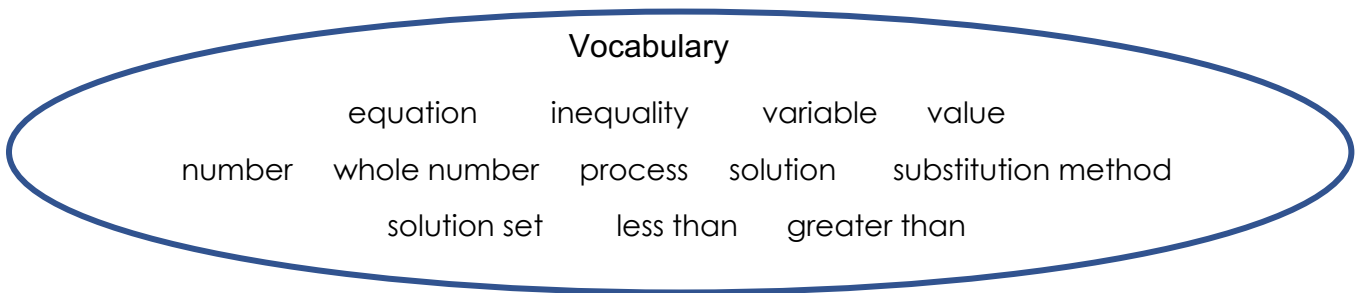 Vocabulary
equation inequality variable value
number whole number process solution substitution method
solution set less than greater than